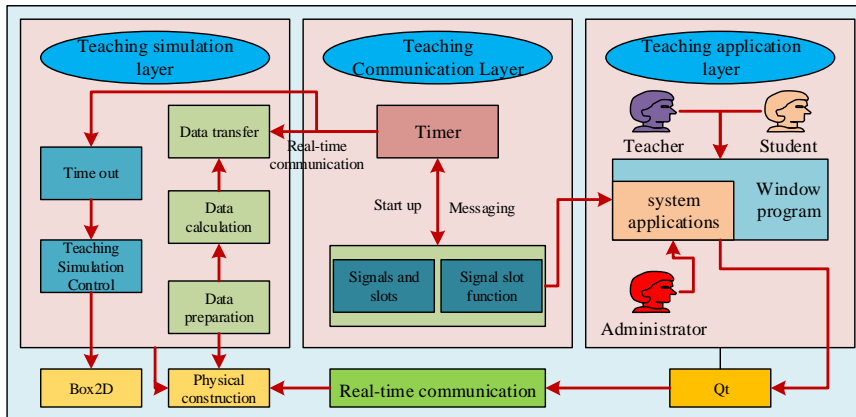 Teaching simulation
layer
Teaching
Communication Layer
Teaching application
layer
Data transfer
Real-time
communication
Timer
Teacher
Student
Time out
Start up
Messaging
Data
calculation
Window
program
system
applications
Teaching
Simulation
Control
Signals and
slots
Signal slot
function
Data
preparation
Administrator
Box2D
Physical
construction
Real-time communication
Qt